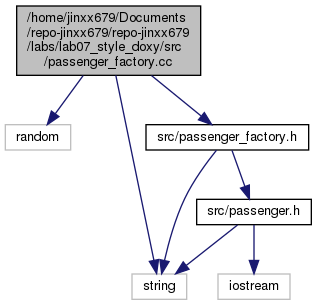 /home/jinxx679/Documents
/repo-jinxx679/repo-jinxx679
/labs/lab07_style_doxy/src
/passenger_factory.cc
random
src/passenger_factory.h
src/passenger.h
string
iostream